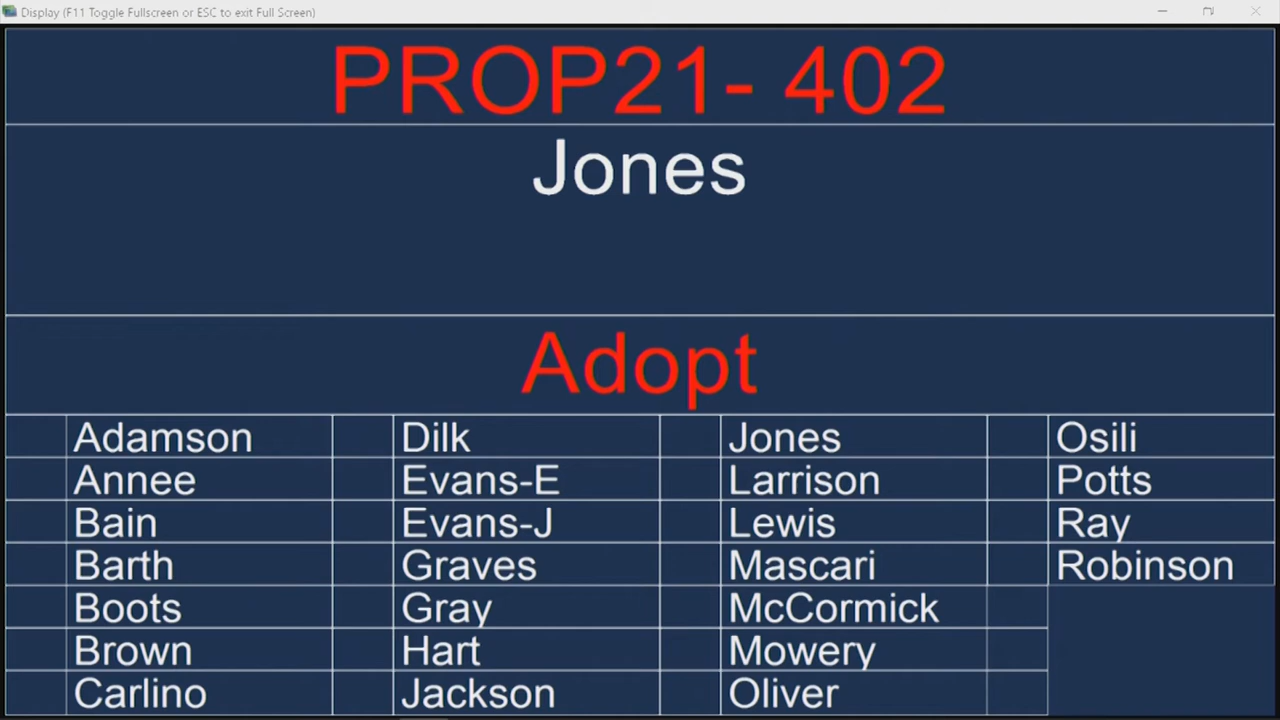 Display (F11 Toggle Fullscreen or ESC to exit Full Screen)
PROP21- 402
Jones
Adopt
Adamson Dilk Jones Osili
Annee Evans-E Larrison Potts
Bain Evans-J Lewis Ray
Barth Graves Mascari Robinson
Boots Gray McCormick
Brown Hart Mowery
Carlino Jackson Oliver